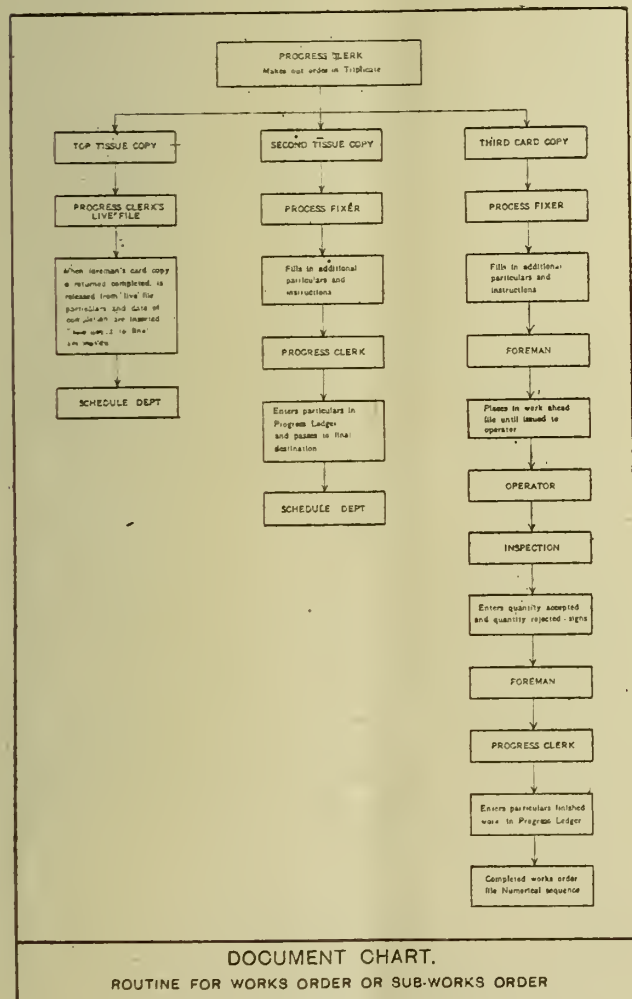 PROGRESS CLERK
Makes out order in Triplicate
TOP TISSUE COPY
PROGRESS CLERK'S
"LIVE" FILE
When foreman's card copy
is returned completed, is
released from 'live' file
particulars and date of
completion are inserted
to final
SCHEDULE DEPT
SECOND TISSUE COPY
PROCESS FIXER
Fills in additional
particulars and
instructions
PROGRESS CLERK
Enters particulars in
Progress Ledger
and passes to final
destination
SCHEDULE DEPT
THIRD CARD COPY
PROCESS FIXER
Fills in additional
particulars and
instructions
FOREMAN
Places in work ahead
file until issued to
operater
OPERATOR
INSPECTION
Enters quantity accepted
and quantity rejected - signs
FOREMAN
PROGRESS CLERK
Enters particulars finished
work in Progress Ledger
Completed works order
file Numerical sequence
DOCUMENT CHART.
ROUTINE FOR WORKS ORDER OR SUB-WORKS ORDER